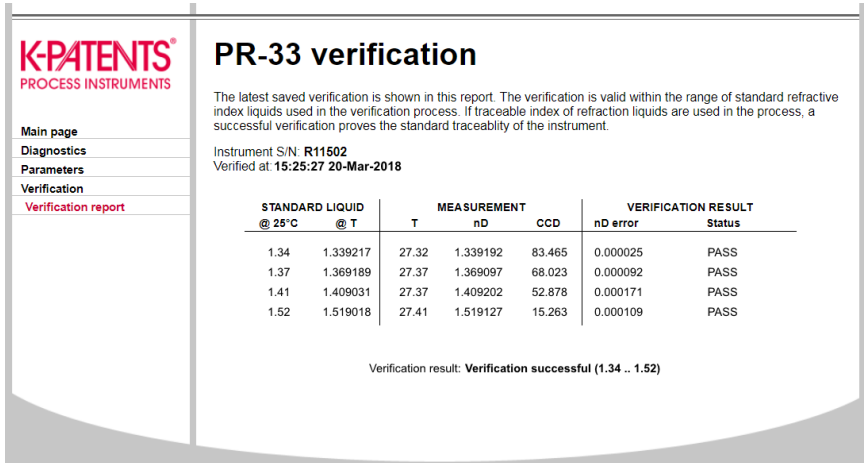 K-PATENTS®
PROCESS INSTRUMENTS
Main page
Diagnostics
Parameters
Verification
Verification report
PR-33 verification
The latest saved verification is shown in this report. The verification is valid within the range of standard refractive
index liquids used in the verification process. If traceable index of refraction liquids are used in the process, a
successful verification proves the standard traceablity of the instrument.
Instrument S/N: R11502
Verified at: 15:25:27 20-Mar-2018
STANDARD LIQUID MEASUREMENT VERIFICATION RESULT
@ 25°C @ T T nD CCD nD error Status
1.34 1.339217 27.32 1.339192 83.465 0.000025 PASS
1.37 1.369189 27.37 1.369097 68.023 0.000092 PASS
1.41 1.409031 27.37 1.409202 52.878 0.000171 PASS
1.52 1.519018 27.41 1.519127 15.263 0.000109 PASS
Verification result: Verification successful (1.34 .. 1.52)